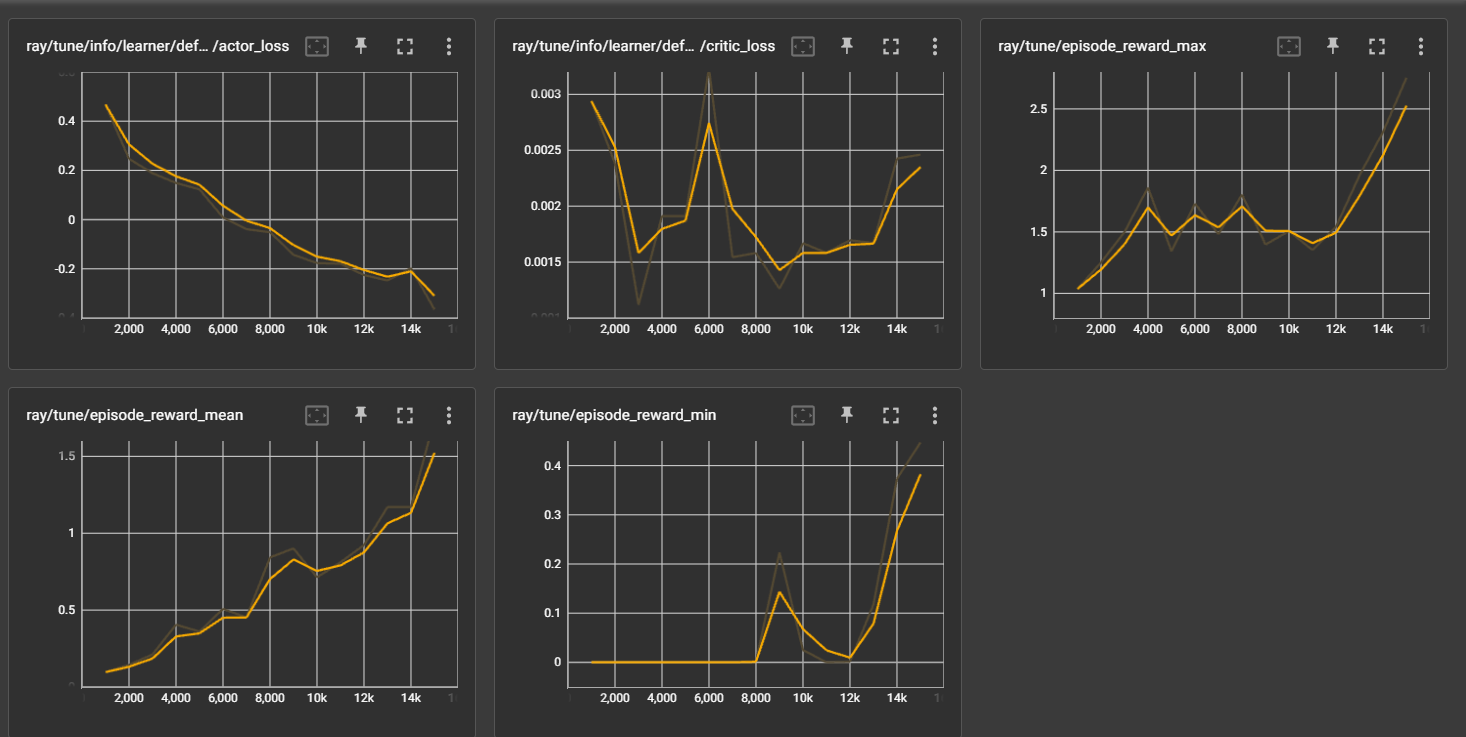 ray/tune/info/learner/def... /actor_loss
0.4
0.2
0
-0.2
2,000 4,000 6,000 8,000 10k 12k 14k
ray/tune/info/learner/def... /critic_loss
0.003
0.0025
0.002
0.0015
0.001
2,000 4,000 6,000 8,000 10k 12k 14k
ray/tune/episode_reward_max
2.5
2
1.5
1
2,000 4,000 6,000 8,000 10k 12k 14k
ray/tune/episode_reward_mean
1.5
1
0.5
0
2,000 4,000 6,000 8,000 10k 12k 14k
ray/tune/episode_reward_min
0.4
0.3
0.2
0.1
0
2,000 4,000 6,000 8,000 10k 12k 14k